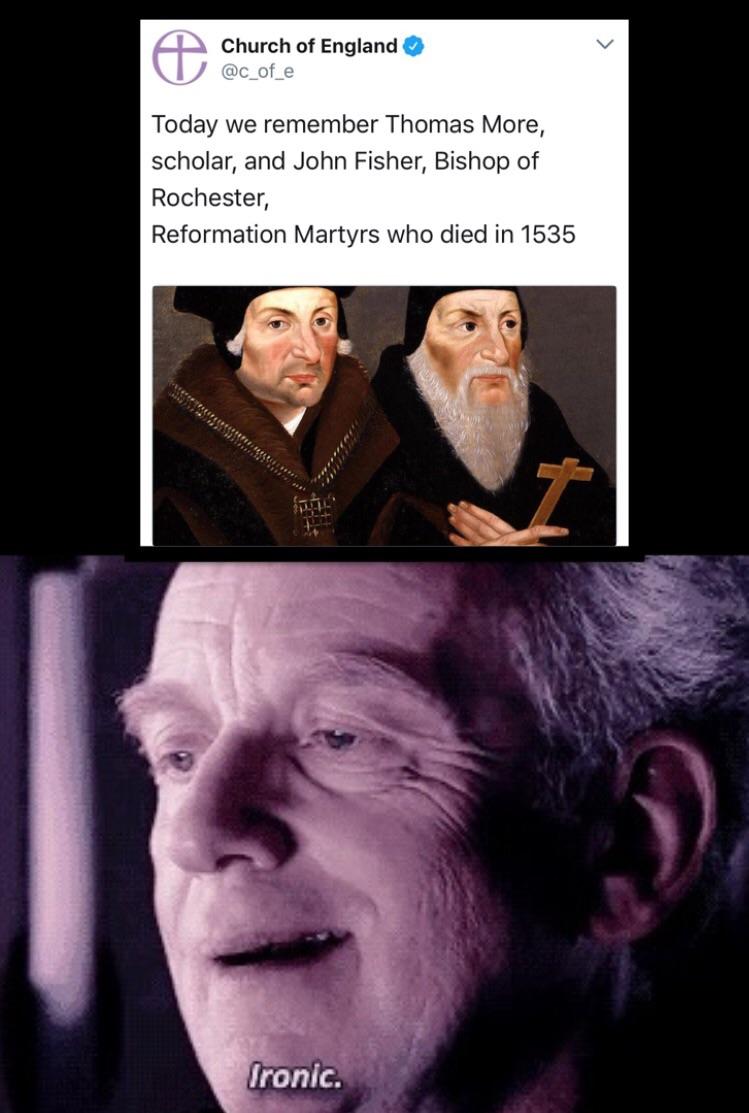 Church of England
@c_of_e
Today we remember Thomas More,
scholar, and John Fisher, Bishop of
Rochester,
Reformation Martyrs who died in 1535
Ironic.